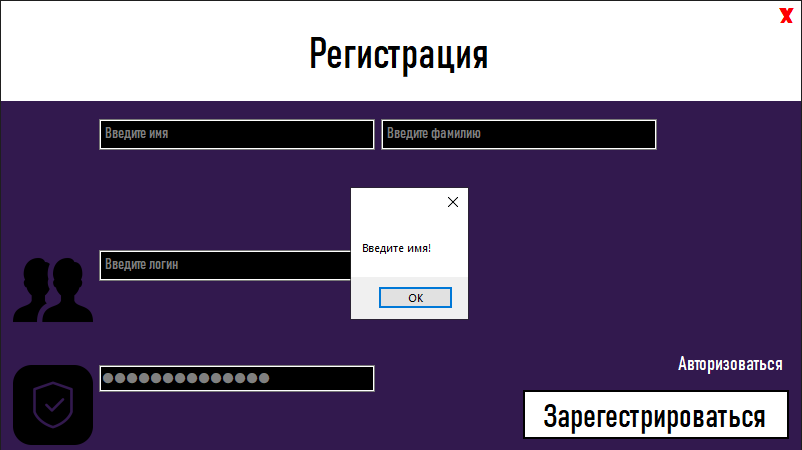 X
Регистрация
Введите имя
Введите фамилию
Введите имя!
Введите логин
OK
●●●●●●●●●●●●●●
Авторизоваться
Зарегестрироваться